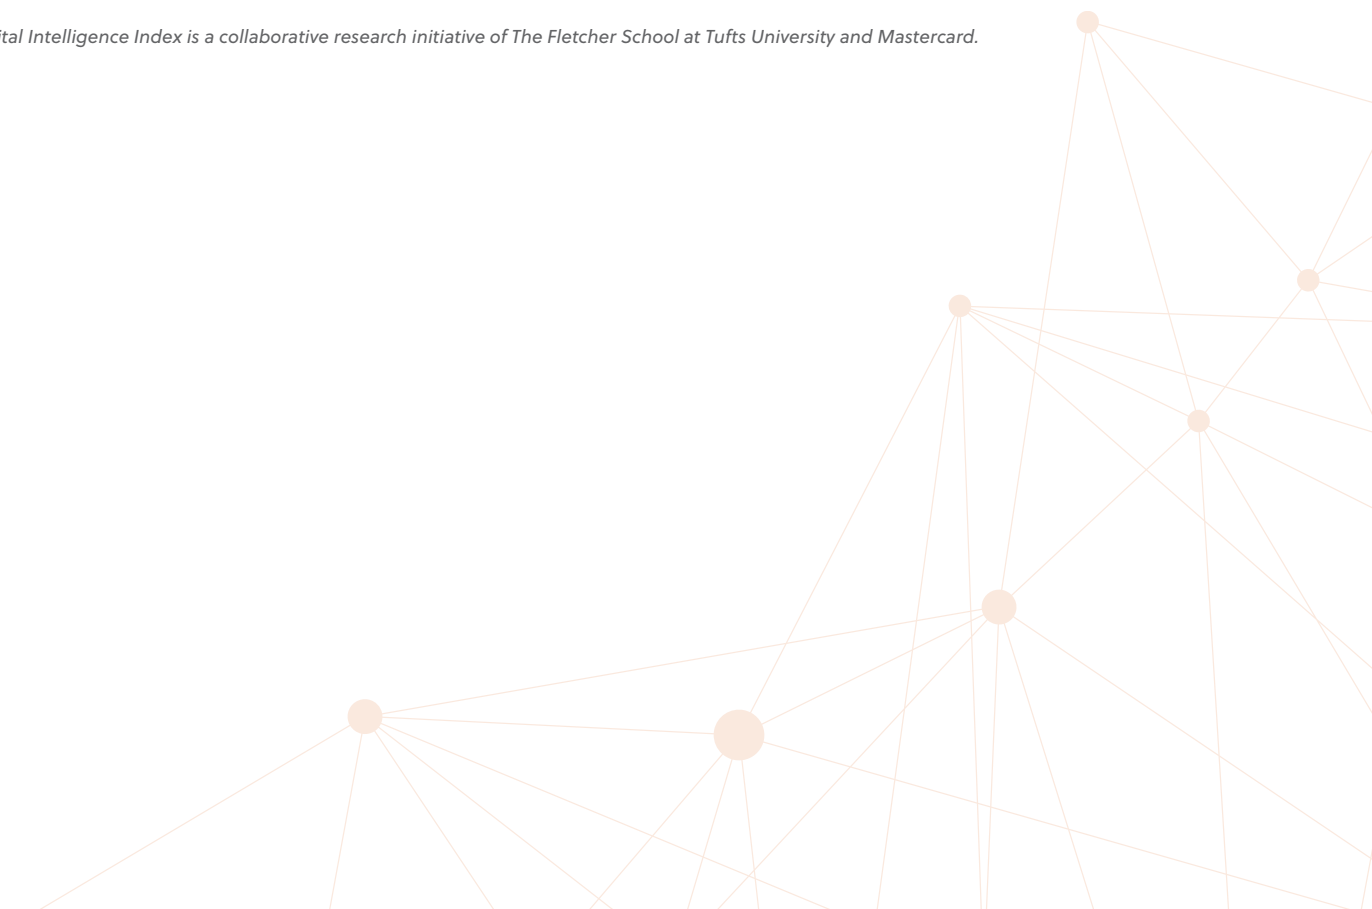 ital Intelligence Index is a collaborative research initiative of The Fletcher School at Tufts University and Mastercard.